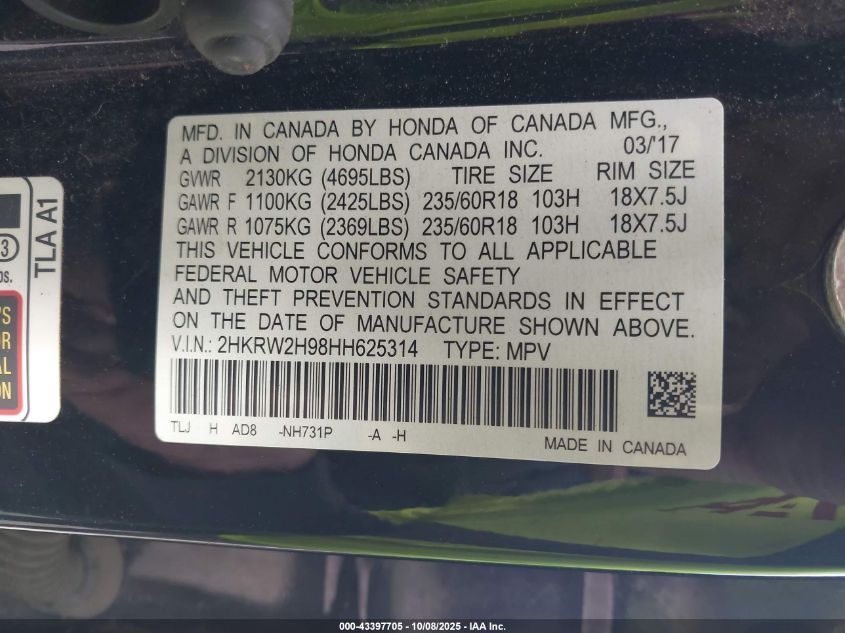 MFD. IN CANADA BY HONDA OF CANADA MFG.,
A DIVISION OF HONDA CANADA INC. 03/'17
GVWR 2130KG (4695LBS) TIRE SIZE RIM SIZE
GAWR F 1100KG (2425LBS) 235/60R18 103H 18X7.5J
GAWR R 1075KG (2369LBS) 235/60R18 103H 18X7.5J
THIS VEHICLE CONFORMS TO ALL APPLICABLE
FEDERAL MOTOR VEHICLE SAFETY
AND THEFT PREVENTION STANDARDS IN EFFECT
ON THE DATE OF MANUFACTURE SHOWN ABOVE.
V.I.N.: 2HKRW2H98HH625314 TYPE: MPV
TLJ H AD8 -NH731P -A -H
MADE IN CANADA
TLA A1
3
000-43397705 - 10/08/2025 - IAA Inc.